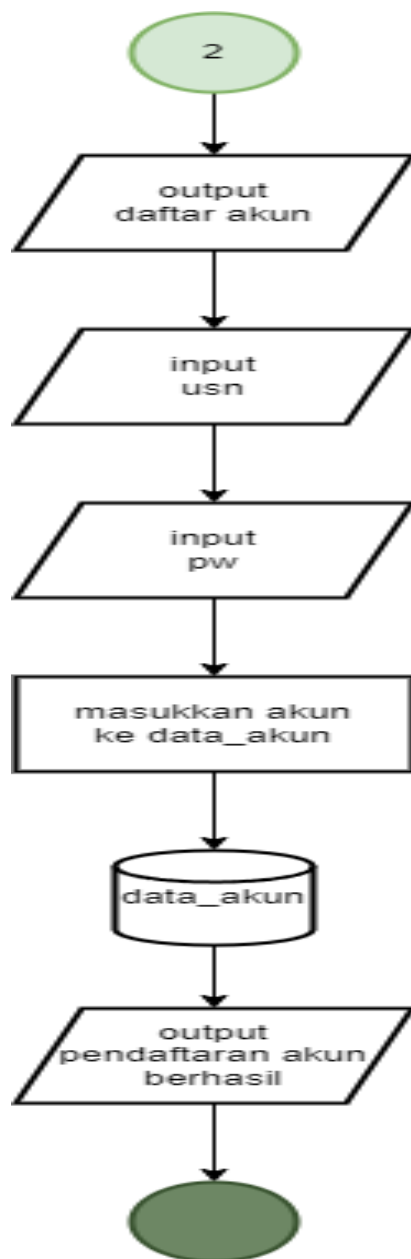 2
output
daftar akun
input
usn
input
pw
masukkan akun
ke data_akun
data_akun
output
pendaftaran akun
berhasil